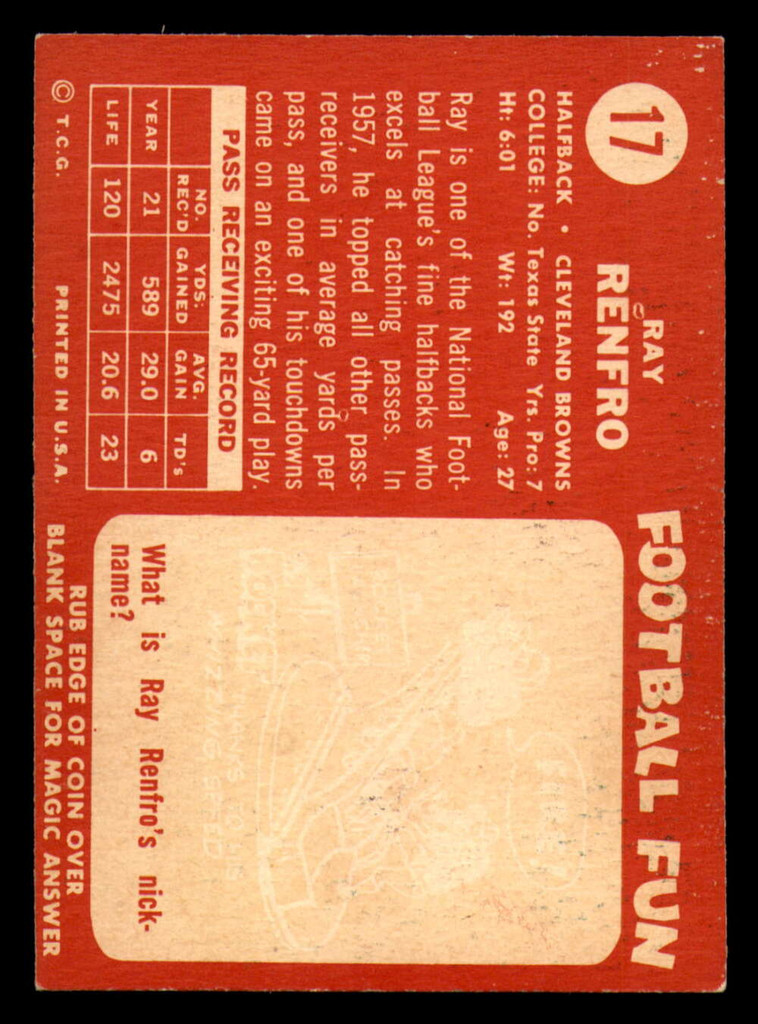 17
RAY
RENFRO
HALFBACK • CLEVELAND BROWNS
COLLEGE: No. Texas State Yrs. Pro: 7
Ht: 6:01 Wt: 192 Age: 27
Ray is one of the National Foot-
ball League's fine halfbacks who
excels at catching passes. In
1957, he topped all other pass-
receivers in average yards per
pass, and one of his touchdowns
came on an exciting 65-yard play.
PASS RECEIVING RECORD
NO. REC'D YDS. GAINED AVG. GAIN TD's
YEAR 21 589 29.0 6
LIFE 120 2475 20.6 23
© T.C.G. PRINTED IN U.S.A.
FOOTBALL FUN
What is Ray Renfro's nick-
name?
RUB EDGE OF COIN OVER
BLANK SPACE FOR MAGIC ANSWER